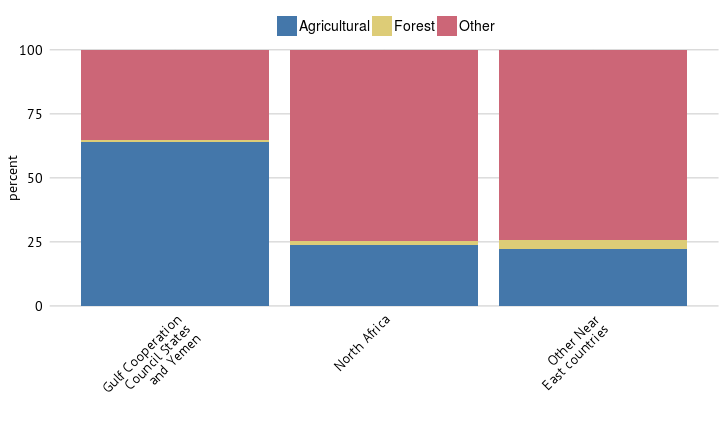 Agricultural Forest Other
percent
100
75
50
25
0
Gulf Cooperation
Council States
and Yemen
North Africa
Other Near
East countries